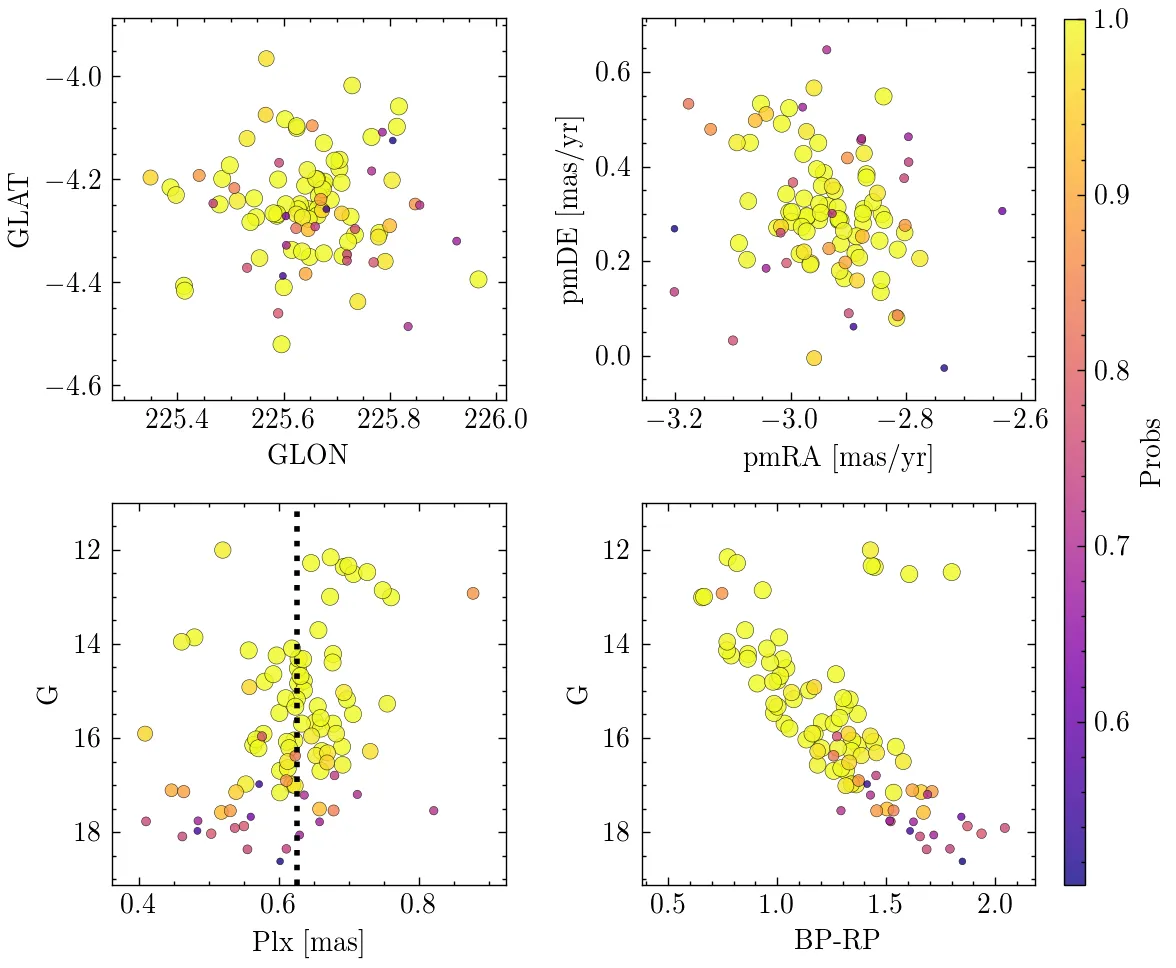 GLAT
−4.0
−4.2
−4.4
−4.6
225.4 225.6 225.8 226.0
GLON
pmDE [mas/yr]
0.6
0.4
0.2
0.0
−3.2 −3.0 −2.8 −2.6
pmRA [mas/yr]
1.0
0.9
0.8
0.7
0.6
Probs
G
12
14
16
18
0.4 0.6 0.8
Plx [mas]
G
12
14
16
18
0.5 1.0 1.5 2.0
BP-RP